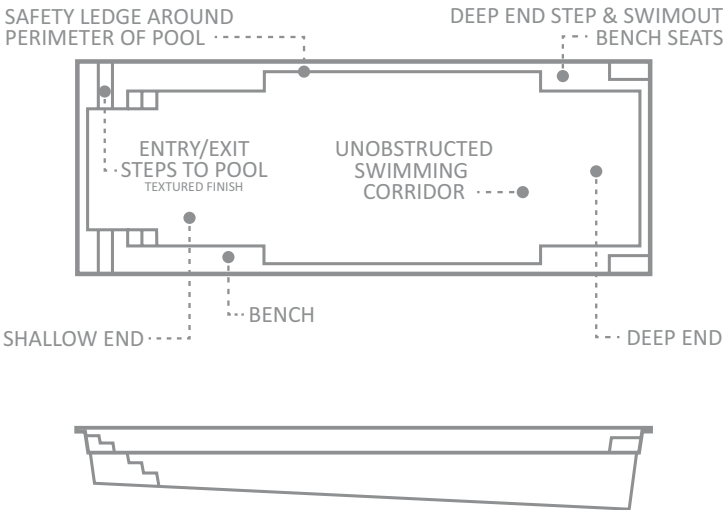 SAFETY LEDGE AROUND
PERIMETER OF POOL
DEEP END STEP & SWIMOUT
BENCH SEATS
ENTRY/EXIT
STEPS TO POOL
TEXTURED FINISH
UNOBSTRUCTED
SWIMMING
CORRIDOR
BENCH
SHALLOW END
DEEP END